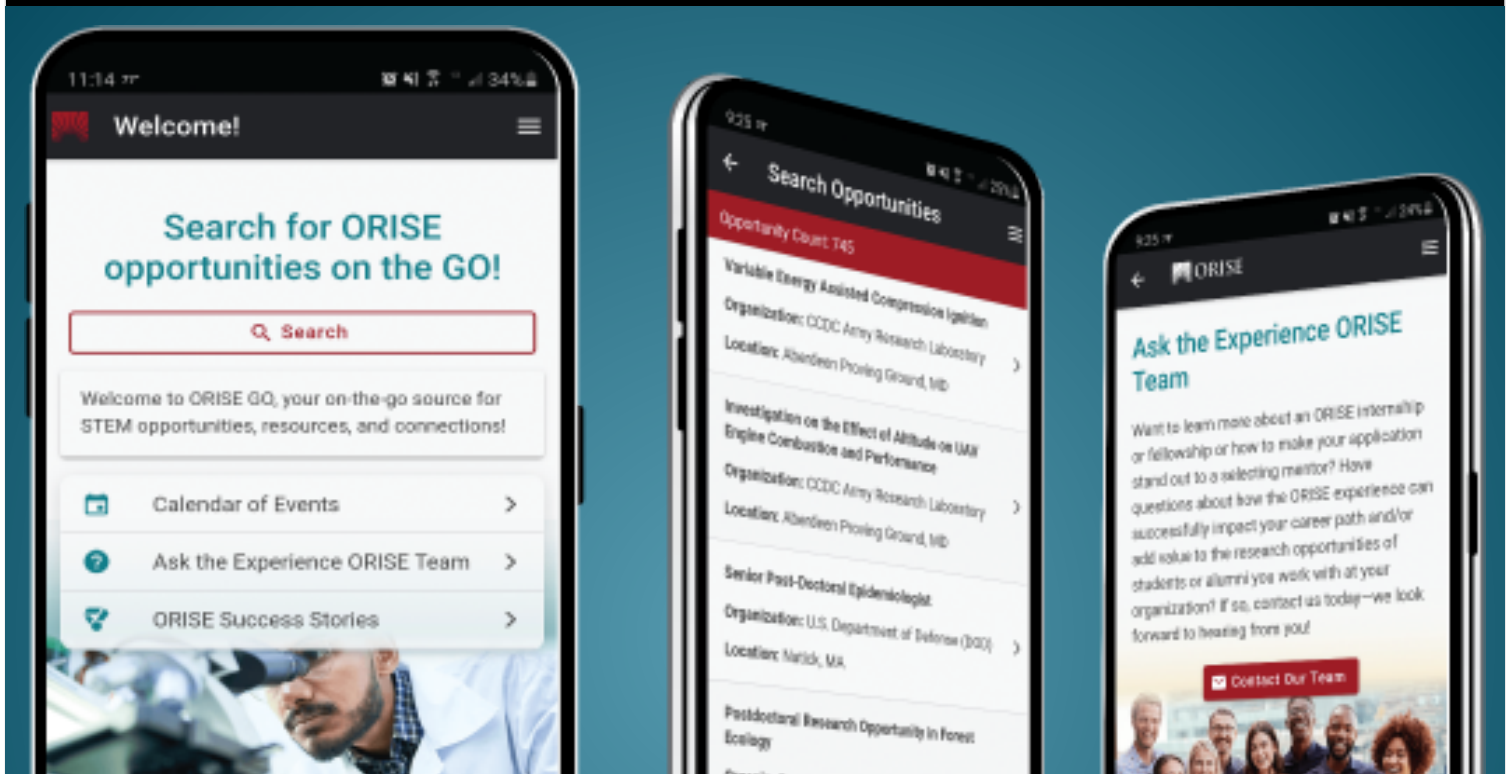 11:14
34%
Welcome!
Search for ORISE
opportunities on the GO!
Search
Welcome to ORISE GO, your on-the-go source for
STEM opportunities, resources, and connections!
Calendar of Events
Ask the Experience ORISE Team
ORISE Success Stories
9:25
Search Opportunities
Opportunity Count: 745
Variable Energy Assisted Compression Ignition
Organization: CCDC Army Research Laboratory
Location: Aberdeen Proving Ground, MD
Investigation on the Effect of Altitude on UAV
Engine Combustion and Performance
Organization: CCDC Army Research Laboratory
Location: Aberdeen Proving Ground, MD
Senior Post-Doctoral Epidemiologist
Organization: U.S. Department of Defense (DOD)
Location: Natick, MA
Postdoctoral Research Opportunity in Forest
Ecology
9:25
ORISE
Ask the Experience ORISE
Team
Want to learn more about an ORISE internship
or fellowship or how to make your application
stand out to a selecting mentor? Have
questions about how the ORISE experience can
successfully impact your career path and/or
add value to the research opportunities of
students or alumni you work with at your
organization? If so, contact us today—we look
forward to hearing from you!
Contact Our Team